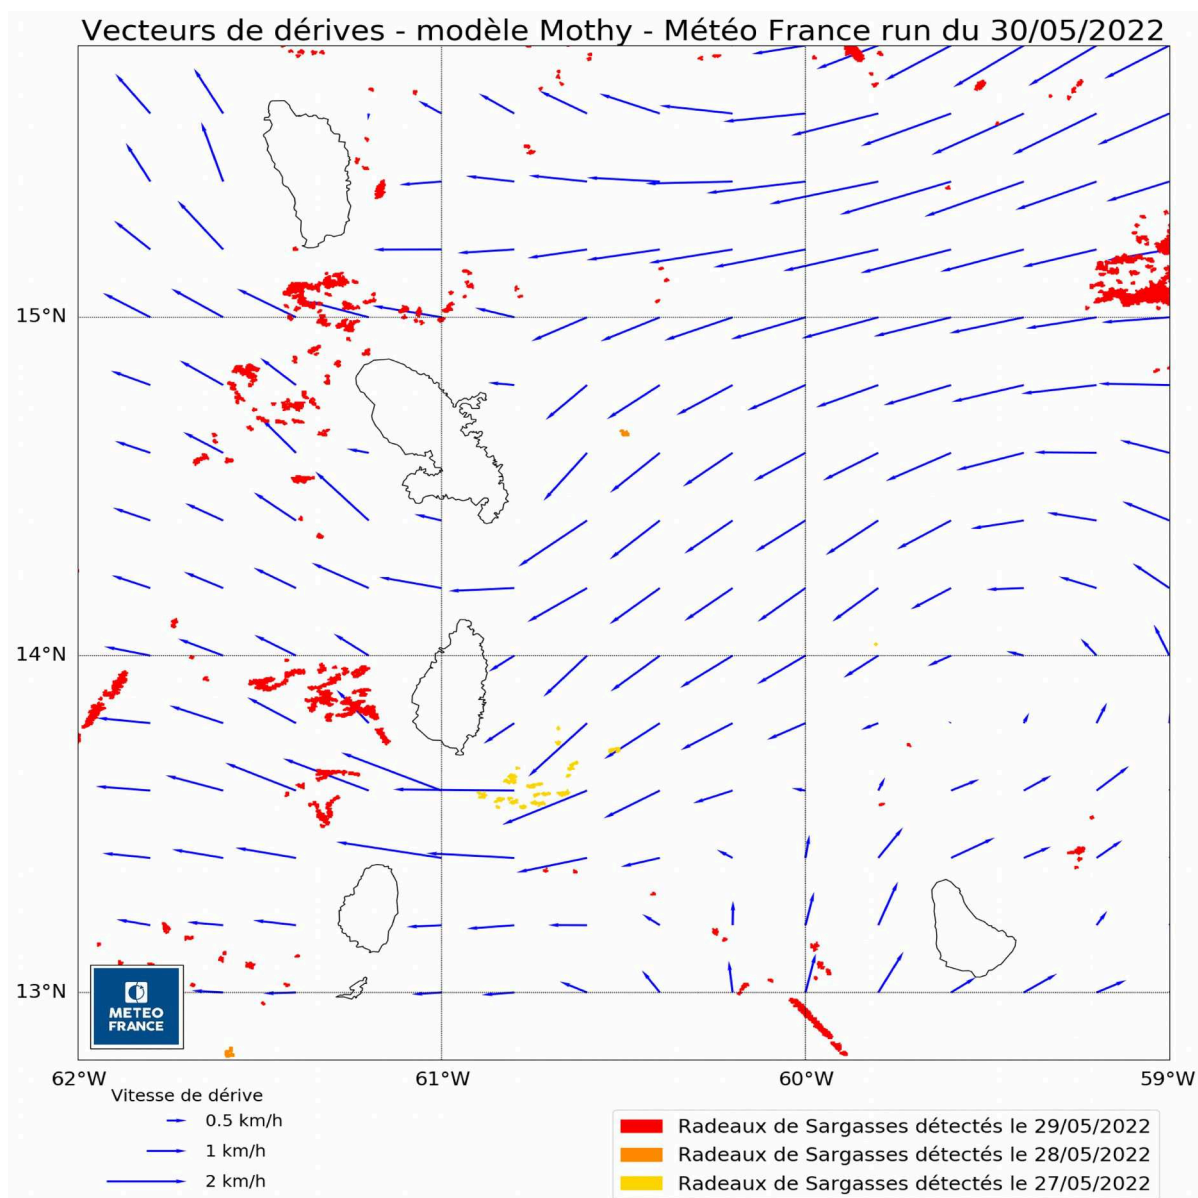 Vecteurs de dérives - modèle Mothy - Météo France run du 30/05/2022
15°N
14°N
13°N
METEO
FRANCE
62°W
61°W
60°W
59°W
Vitesse de dérive
0.5 km/h
1 km/h
2 km/h
Radeaux de Sargasses détectés le 29/05/2022
Radeaux de Sargasses détectés le 28/05/2022
Radeaux de Sargasses détectés le 27/05/2022